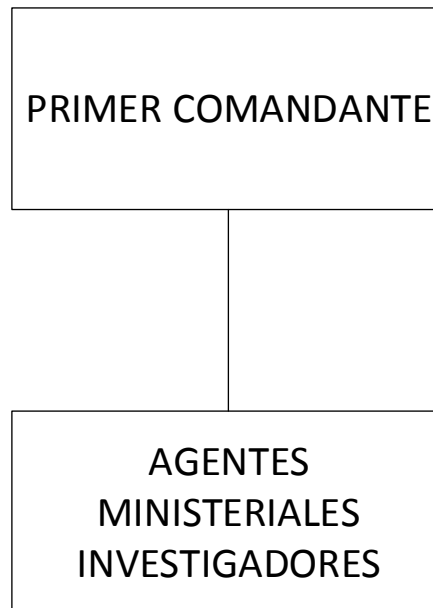 PRIMER COMANDANTE
AGENTES
MINISTERIALES
INVESTIGADORES